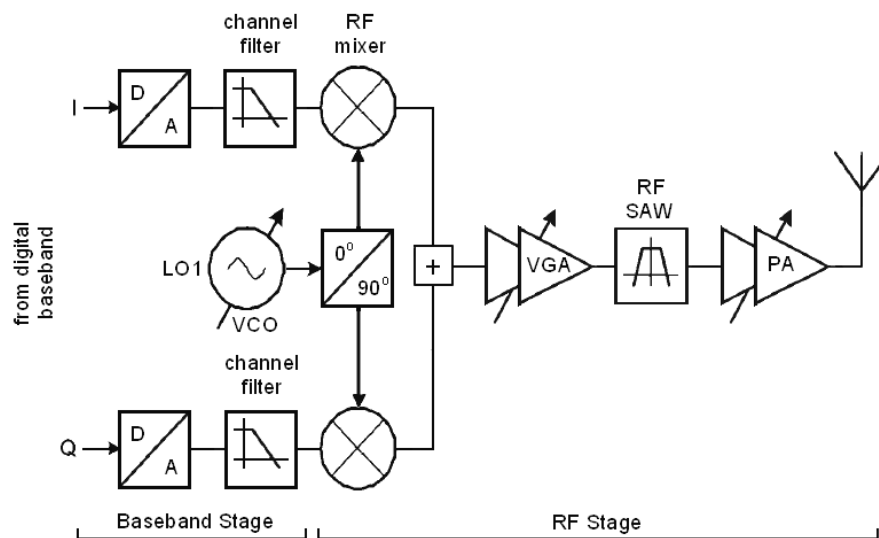 channel
filter
RF
mixer
I
D
A
RF
SAW
from digital
baseband
LO1
VCO
0°
90°
+
VGA
PA
channel
filter
Q
D
A
Baseband Stage
RF Stage